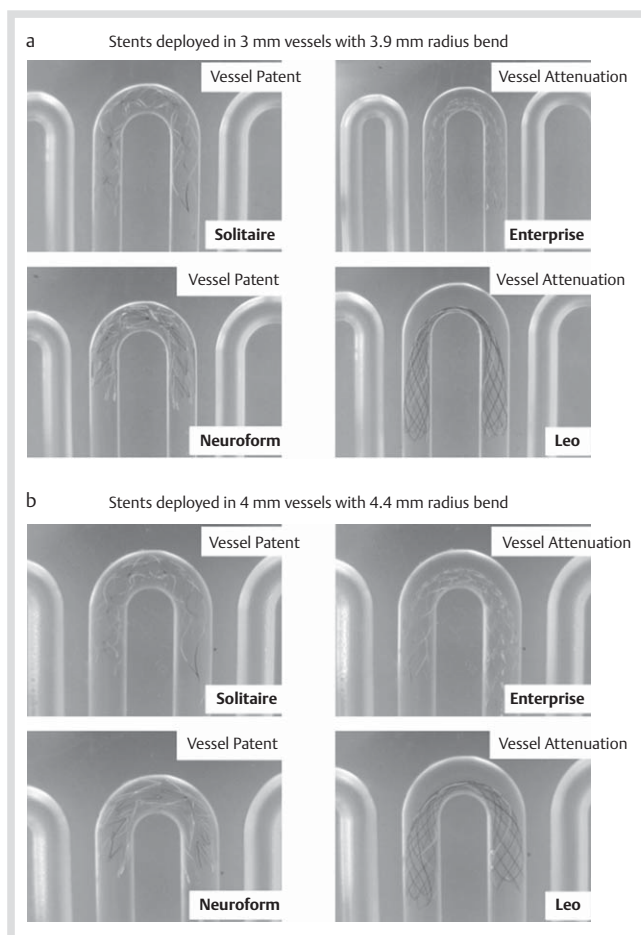 a Stents deployed in 3 mm vessels with 3.9 mm radius bend
Vessel Patent
Solitaire
Vessel Attenuation
Enterprise
Vessel Patent
Neuroform
Vessel Attenuation
Leo
b Stents deployed in 4 mm vessels with 4.4 mm radius bend
Vessel Patent
Solitaire
Vessel Attenuation
Enterprise
Vessel Patent
Neuroform
Vessel Attenuation
Leo